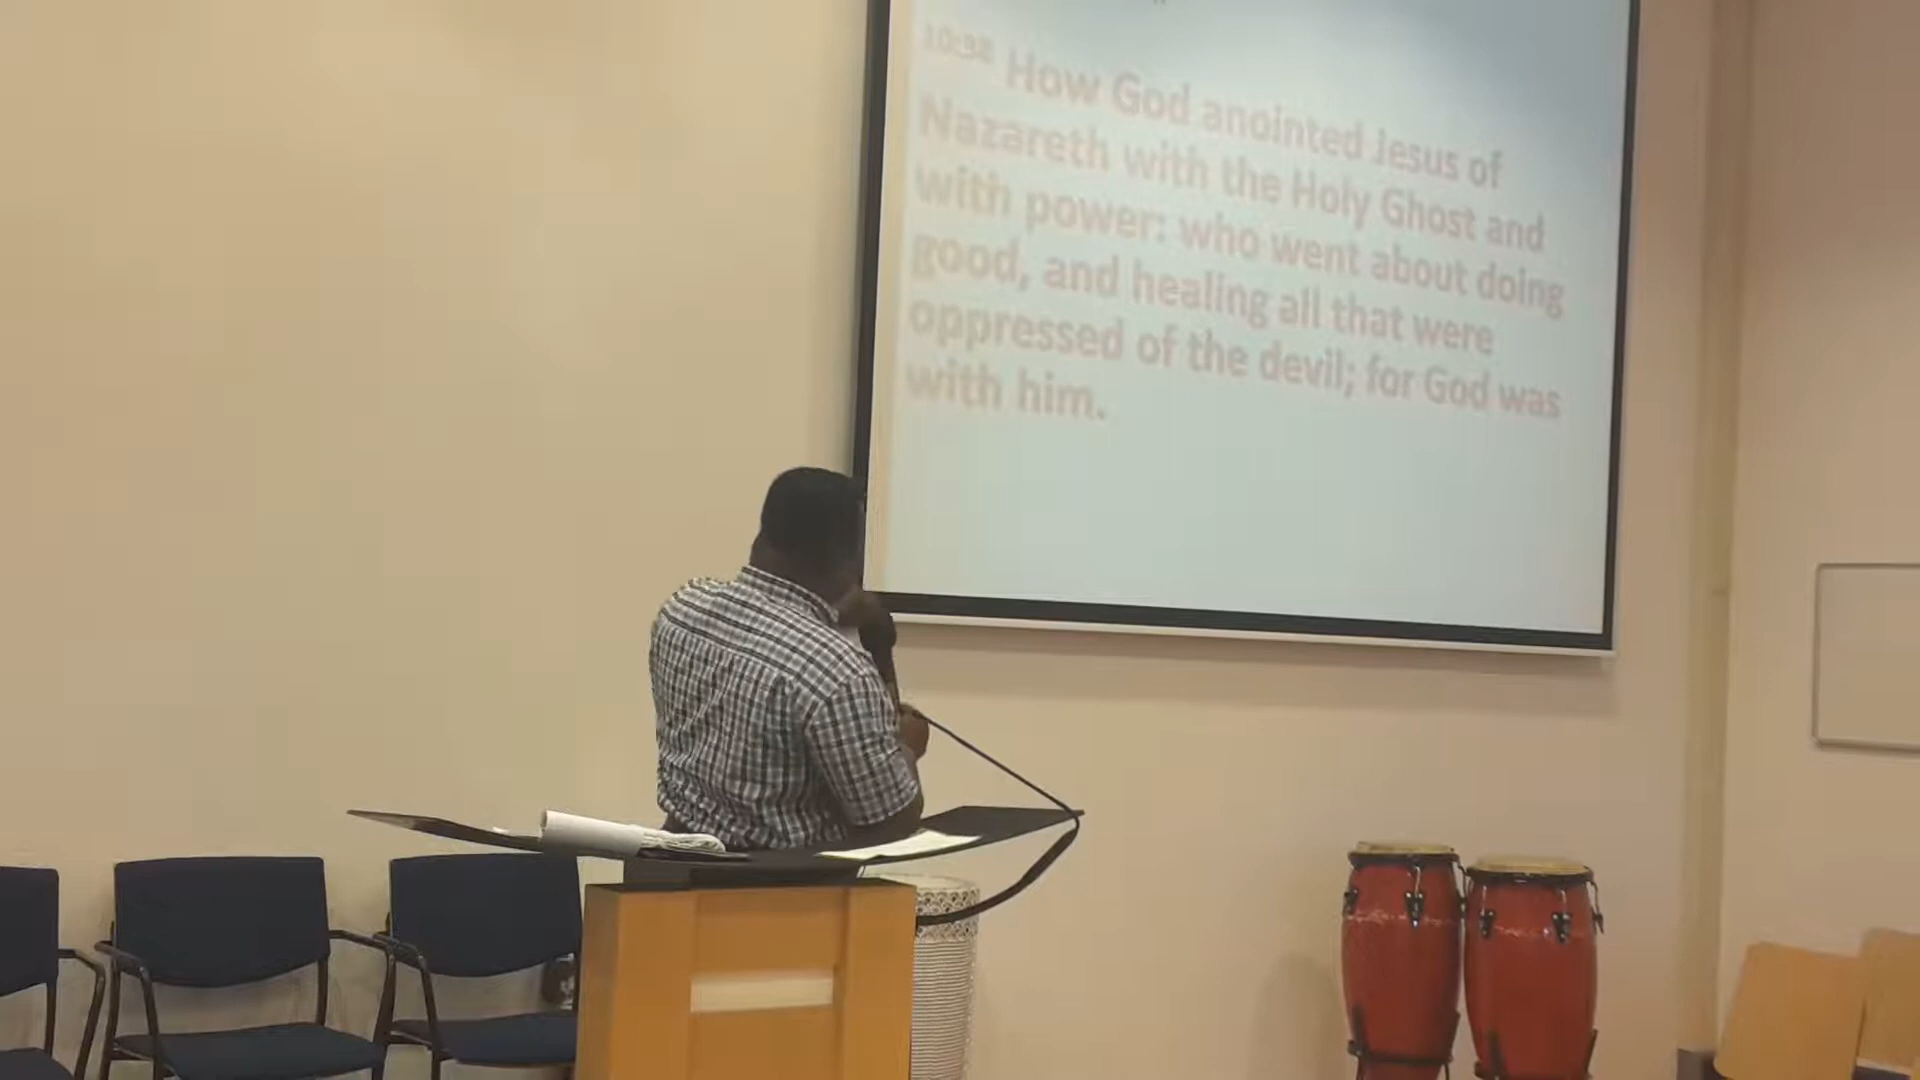 10:38 How God anointed Jesus of
Nazareth with the Holy Ghost and
with power: who went about doing
good, and healing all that were
oppressed of the devil; for God was
with him.